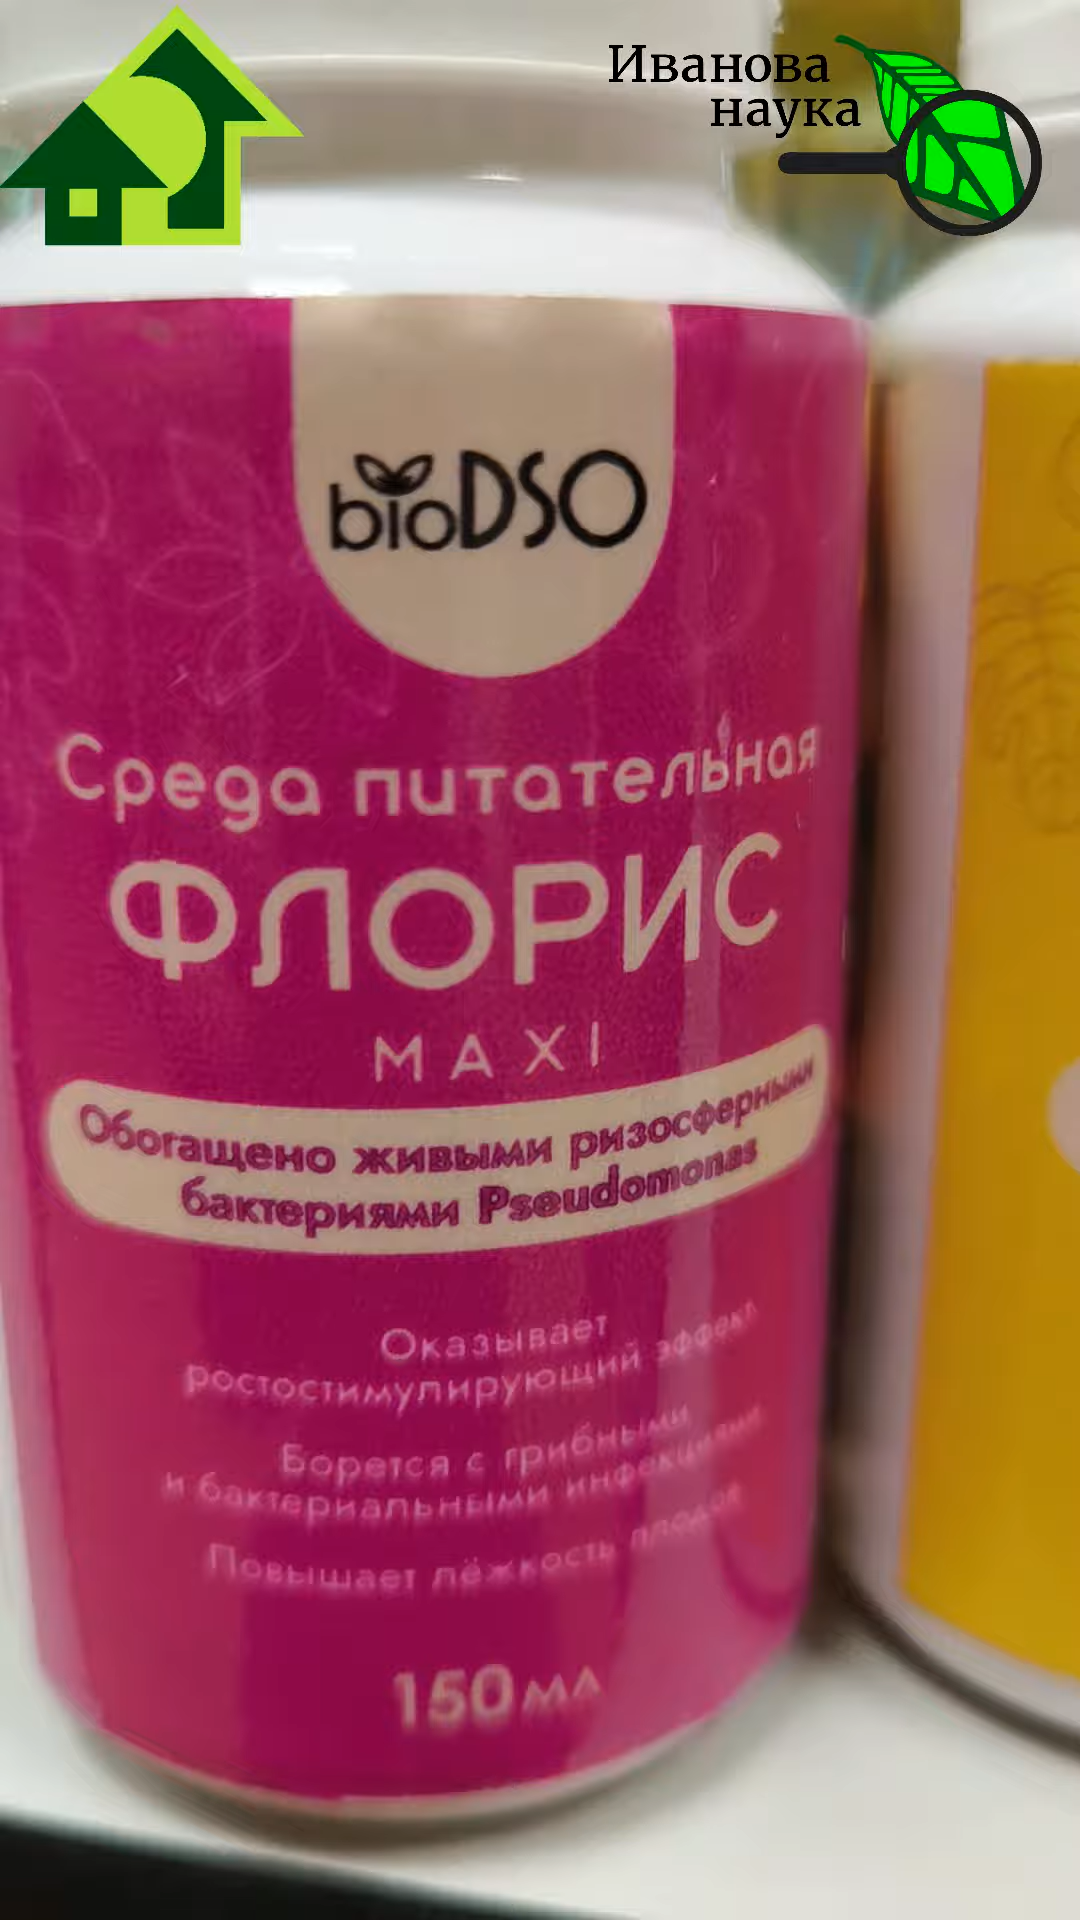 Иванова
наука
bioDSO
Среда питательная
ФЛОРИС
MAXI
Обогащено живыми ризосферными
бактериями Pseudomonas
Оказывает
ростостимулирующий эффект
Борется с грибными
и бактериальными инфекциями
Повышает лёжкость плодов
150мл